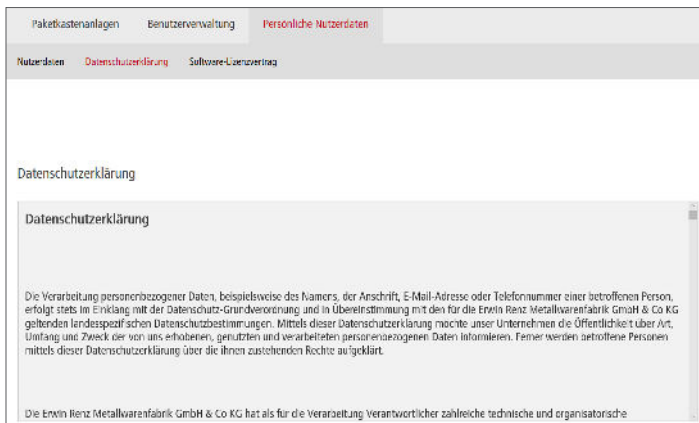 Paketkastenanlagen Benutzerverwaltung Persönliche Nutzerdaten
Nutzerdaten Datenschutzerklärung Software-Lizenzvertrag
Datenschutzerklärung
Datenschutzerklärung
Die Verarbeitung personenbezogener Daten, beispielsweise des Namens, der Anschrift, E-Mail-Adresse oder Telefonnummer einer betroffenen Person,
erfolgt stets im Einklang mit der Datenschutz-Grundverordnung und in Übereinstimmung mit den für die Erwin Renz Metallwarenfabrik GmbH & Co KG
geltenden landesspezifischen Datenschutzbestimmungen. Mittels dieser Datenschutzerklärung möchte unser Unternehmen die Öffentlichkeit über Art,
Umfang und Zweck der von uns erhobenen, genutzten und verarbeiteten personenbezogenen Daten informieren. Ferner werden betroffene Personen
mittels dieser Datenschutzerklärung über die ihnen zustehenden Rechte aufgeklärt.
Die Erwin Renz Metallwarenfabrik GmbH & Co KG hat als für die Verarbeitung Verantwortlicher zahlreiche technische und organisatorische